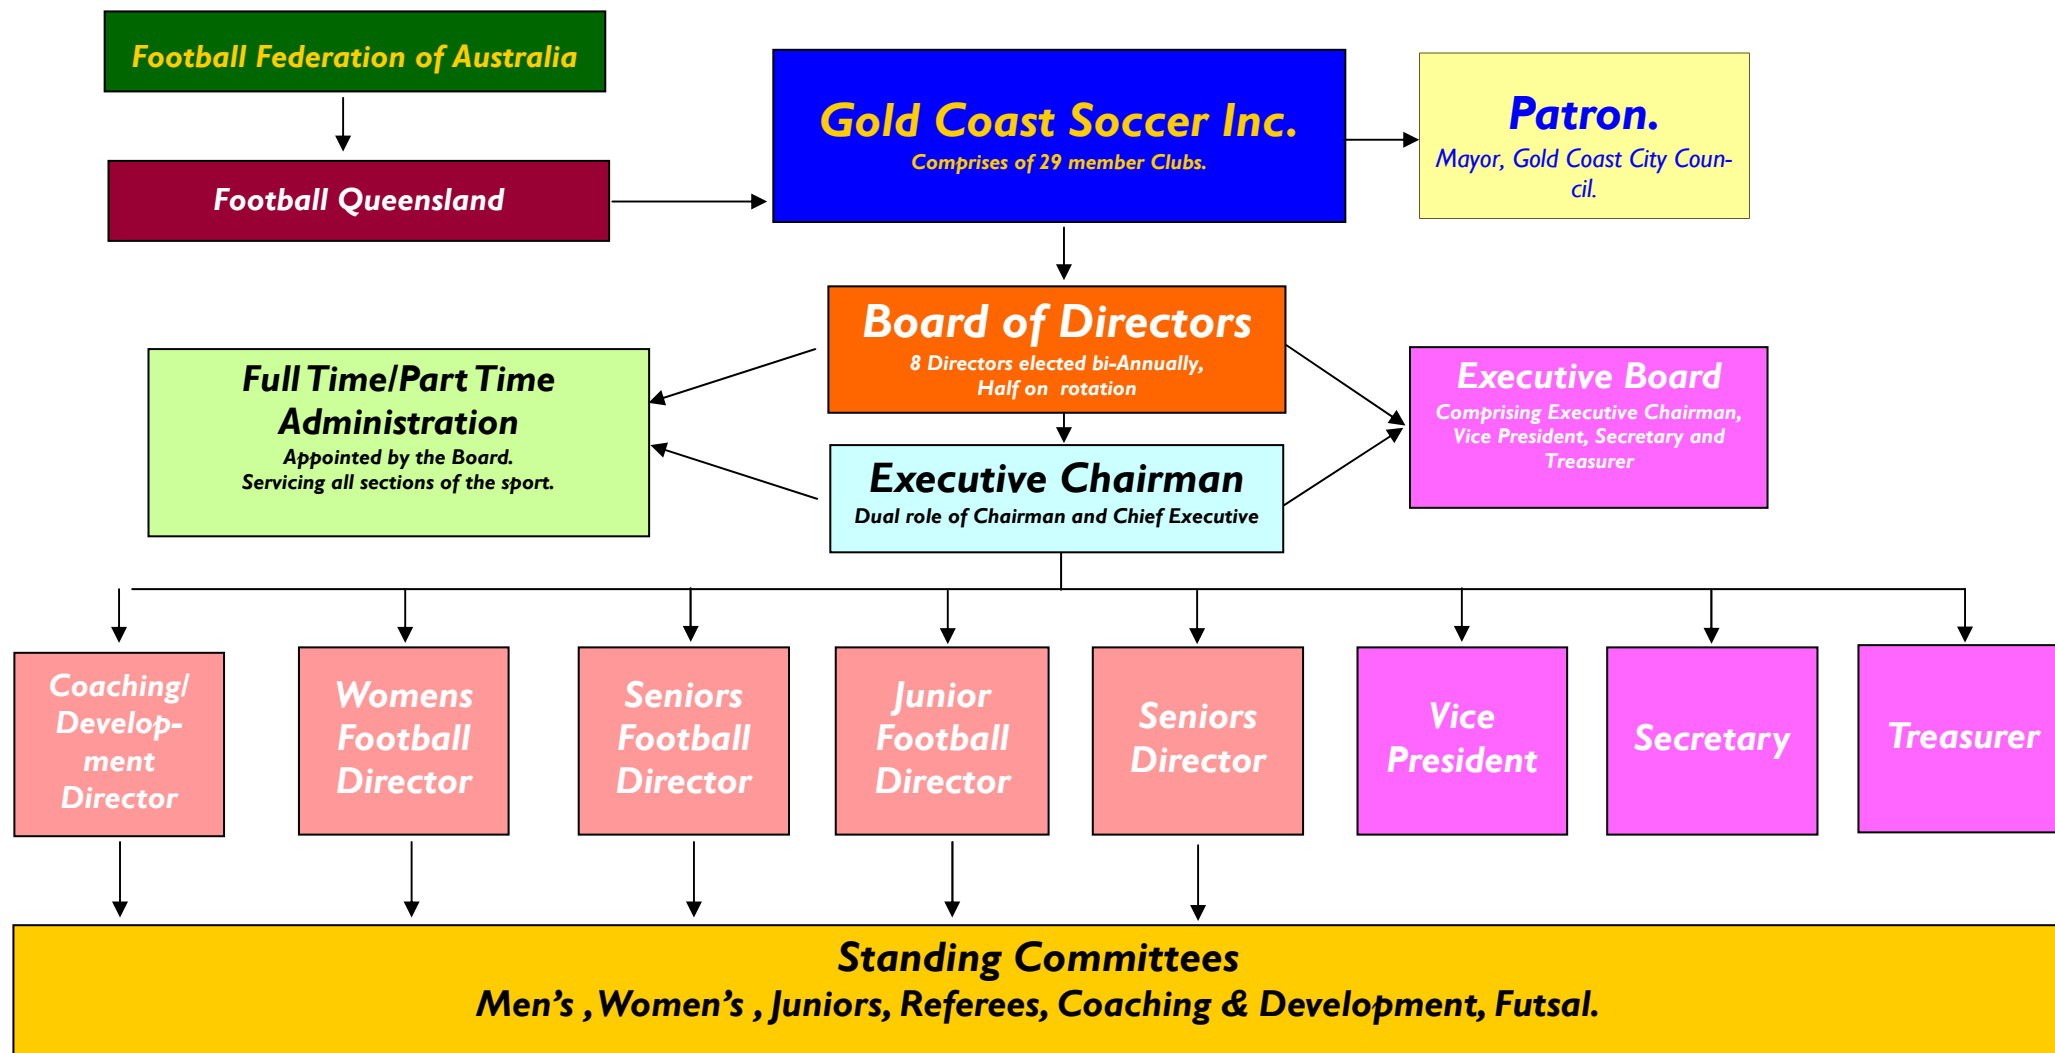 Football Federation of Australia
Football Queensland
Gold Coast Soccer Inc.
Comprises of 29 member Clubs.
Patron.
Mayor, Gold Coast City Coun-
cil.
Board of Directors
8 Directors elected bi-Annually,
Half on  rotation
Full Time/Part Time
Administration
Appointed by the Board.
Servicing all sections of the sport.
Executive Board
Comprising Executive Chairman,
Vice President, Secretary and
Treasurer
Executive Chairman
Dual role of Chairman and Chief Executive
Coaching/
Develop-
ment
Director
Womens
Football
Director
Seniors
Football
Director
Junior
Football
Director
Seniors
Director
Vice
President
Secretary
Treasurer
Standing Committees
Men’s , Women’s , Juniors, Referees, Coaching & Development, Futsal.